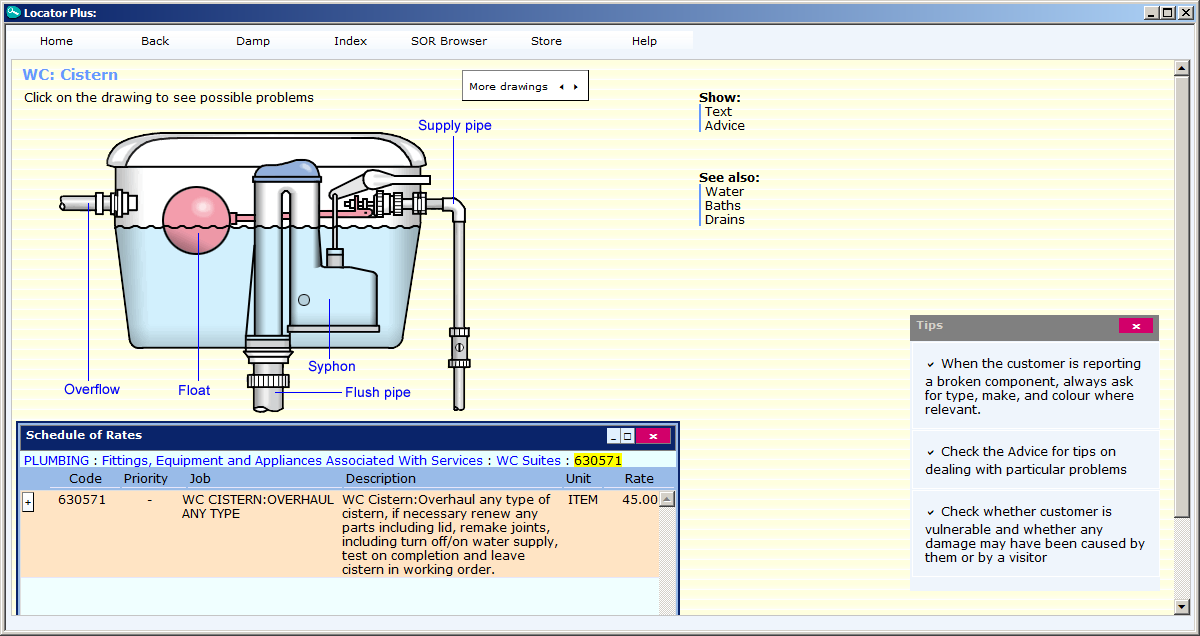 Locator Plus:
Home Back Damp Index SOR Browser Store Help
WC: Cistern
Click on the drawing to see possible problems
More drawings
Show:
Text
Advice
See also:
Water
Baths
Drains
Supply pipe
Overflow
Float
Syphon
Flush pipe
Tips
When the customer is reporting
a broken component, always ask
for type, make, and colour where
relevant.
Check the Advice for tips on
dealing with particular problems
Check whether customer is
vulnerable and whether any
damage may have been caused by
them or by a visitor
Schedule of Rates
PLUMBING : Fittings, Equipment and Appliances Associated With Services : WC Suites : 630571
Code Priority Job Description Unit Rate
+ 630571 - WC CISTERN:OVERHAUL WC Cistern:Overhaul any type of ITEM 45.00
ANY TYPE cistern, if necessary renew any
parts including lid, remake joints,
including turn off/on water supply,
test on completion and leave
cistern in working order.